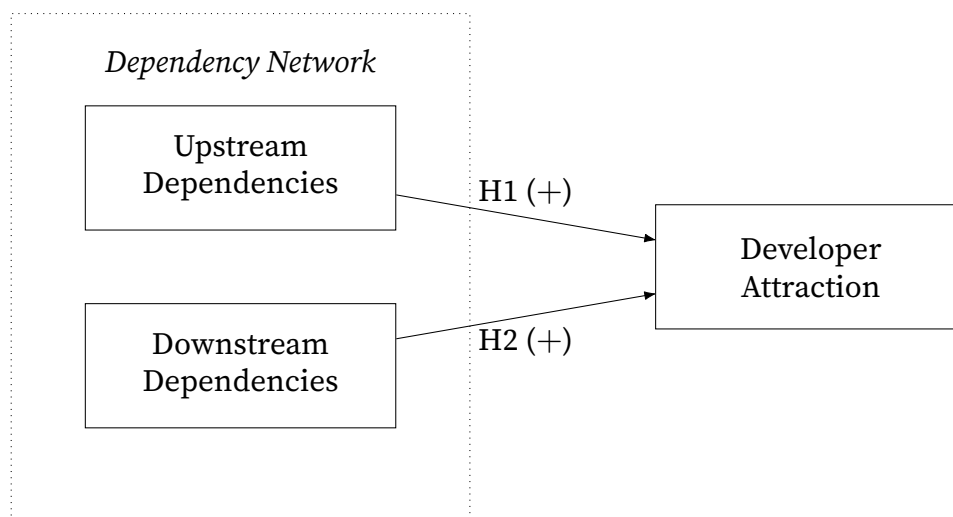 Dependency Network
Upstream
Dependencies
H1 (+)
Developer
Attraction
Downstream
Dependencies
H2 (+)